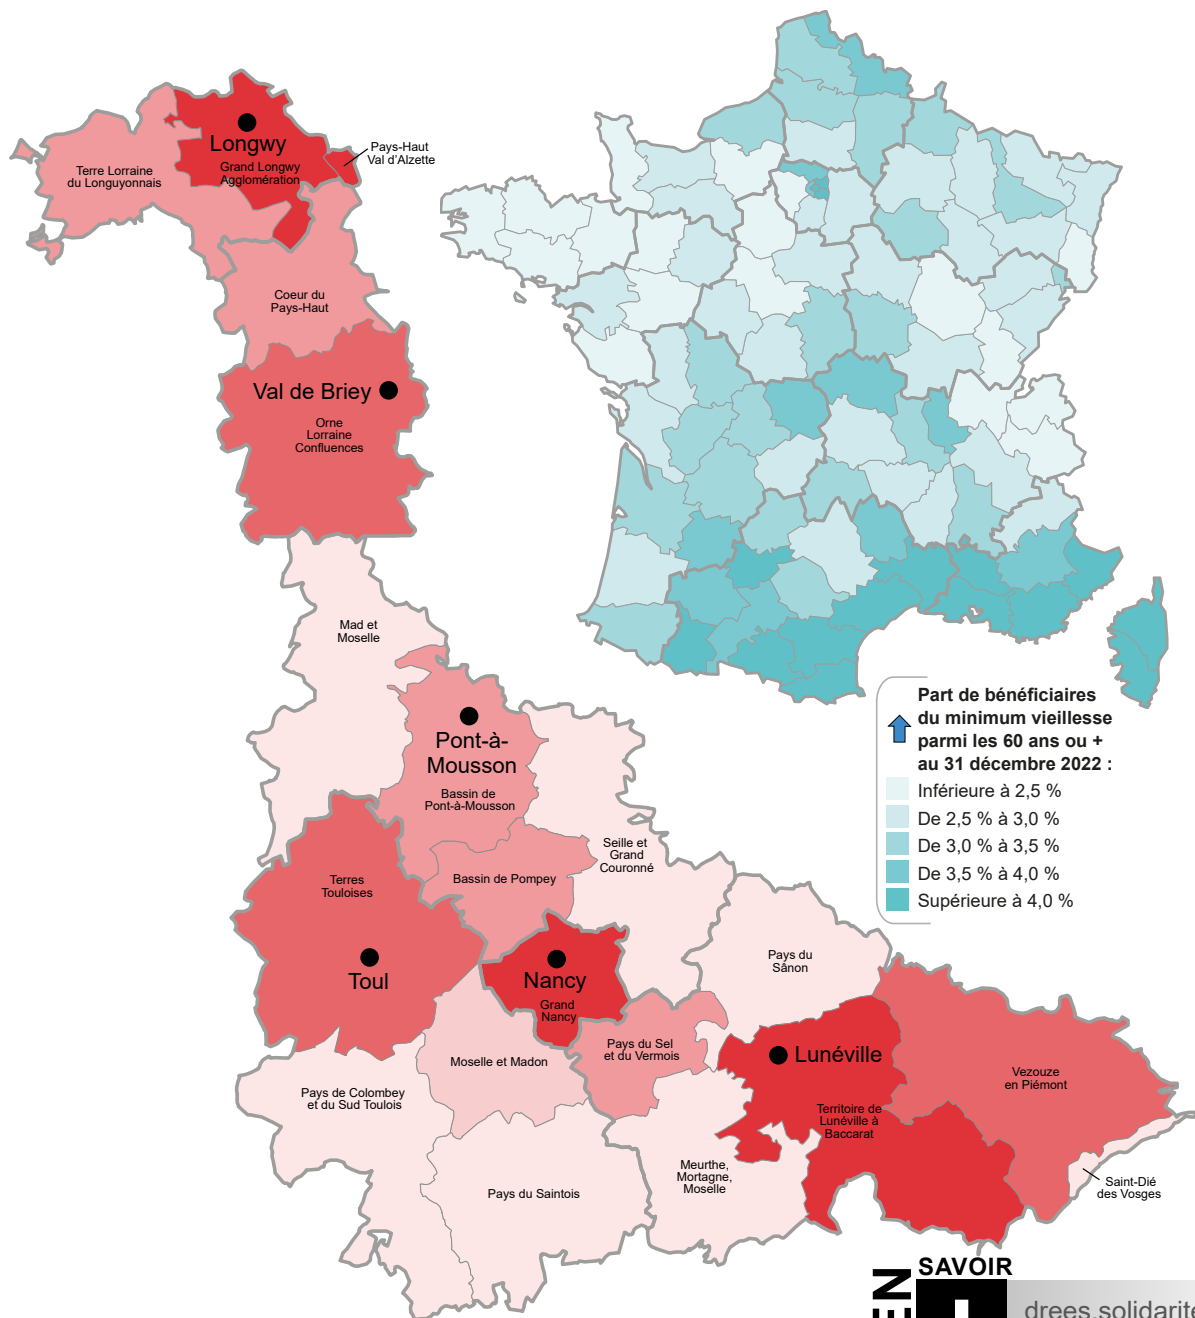 Longwy
Grand Longwy
Agglomération
Pays-Haut
Val d'Alzette
Terre Lorraine
du Longuyonnais
Coeur du
Pays-Haut
Val de Briey
Orne
Lorraine
Confluences
Mad et
Moselle
Pont-à-
Mousson
Bassin de
Pont-à-Mousson
Part de bénéficiaires
du minimum vieillesse
parmi les 60 ans ou +
au 31 décembre 2022 :
Inférieure à 2,5 %
De 2,5 % à 3,0 %
De 3,0 % à 3,5 %
De 3,5 % à 4,0 %
Supérieure à 4,0 %
Seille et
Grand
Couronné
Bassin de Pompey
Terres
Touloises
Toul
Nancy
Grand
Nancy
Pays du
Sânon
Pays du Sel
et du Vermois
Moselle et Madon
Lunéville
Territoire de
Lunéville à
Baccarat
Vezouze
en Piémont
Pays de Colombey
et du Sud Toulois
Meurthe,
Mortagne,
Moselle
Pays du Saintois
Saint-Dié
des Vosges
EN
SAVOIR
drees.solidarite